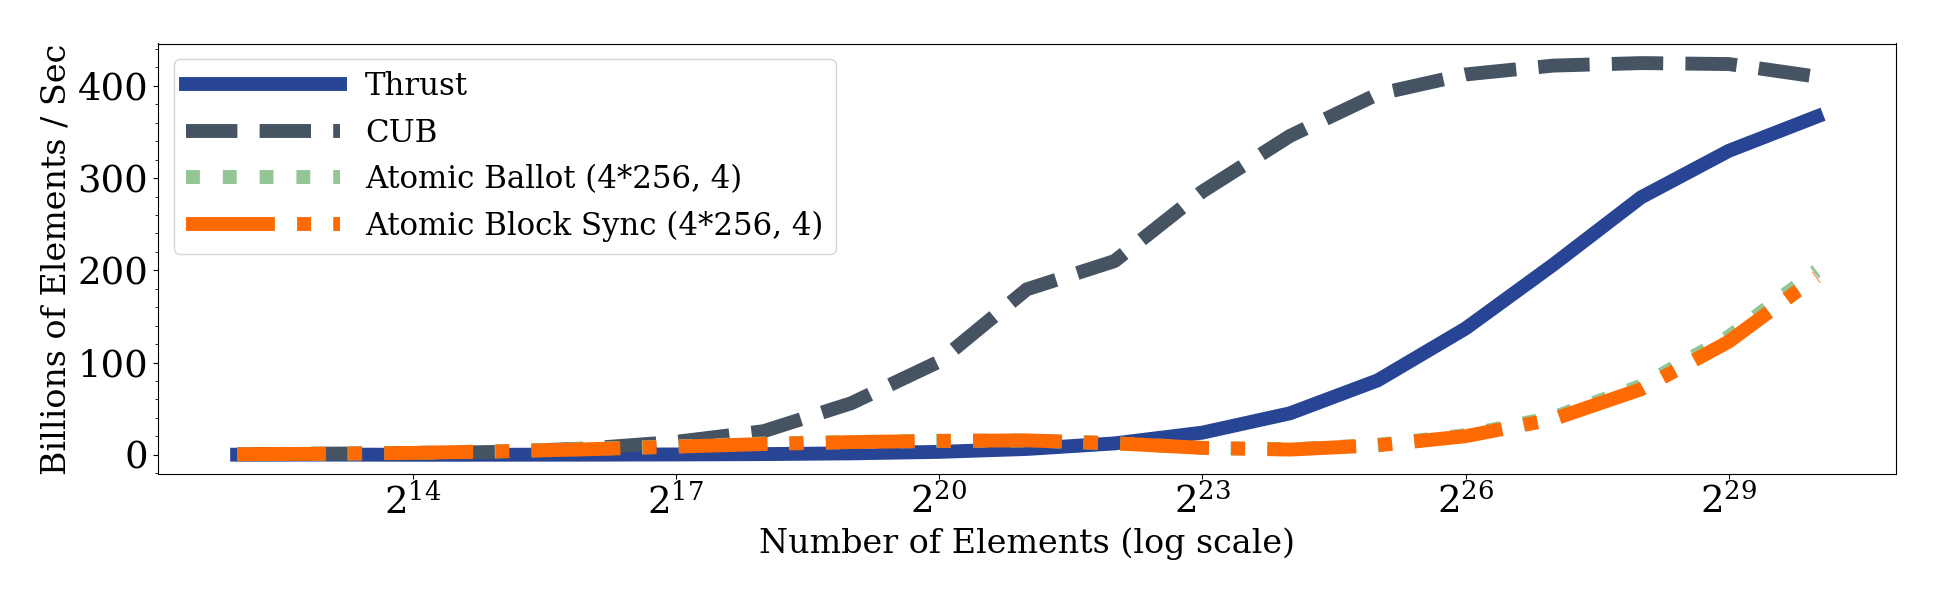 Billions of Elements / Sec
400
300
200
100
0
Thrust
CUB
Atomic Ballot (4*256, 4)
Atomic Block Sync (4*256, 4)
2^14 2^17 2^20 2^23 2^26 2^29
Number of Elements (log scale)